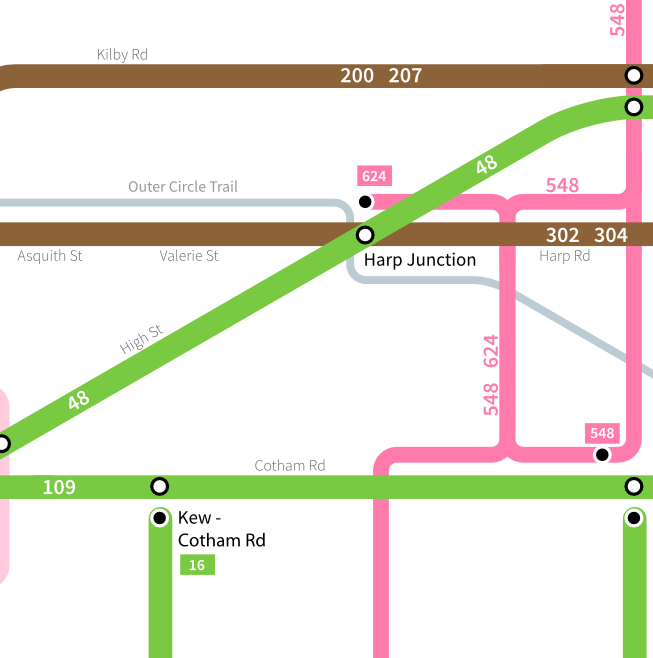 548
Kilby Rd
200 207
48
624
Outer Circle Trail
548
302 304
Asquith St
Valerie St
Harp Junction
Harp Rd
High St
548 624
48
548
Cotham Rd
109
Kew -
Cotham Rd
16